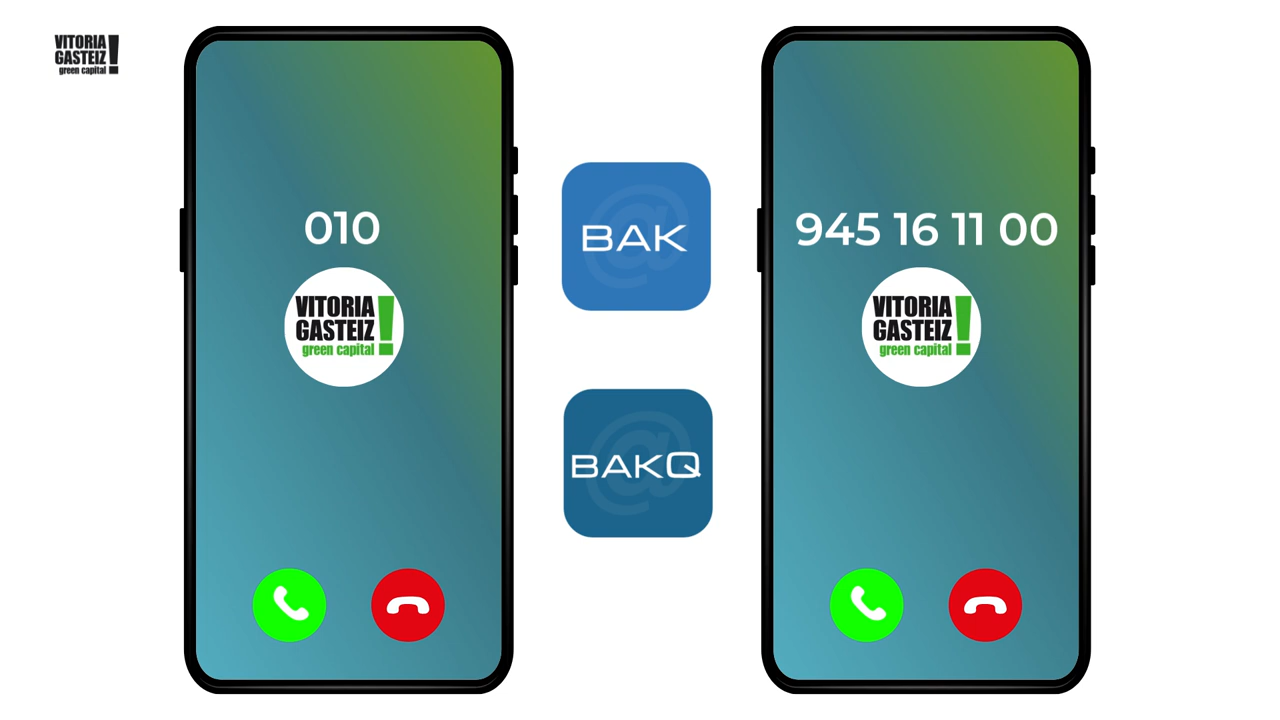 VITORIA
GASTEIZ!
green capital
010
VITORIA
GASTEIZ!
green capital
BAK
BAKQ
945 16 11 00
VITORIA
GASTEIZ!
green capital